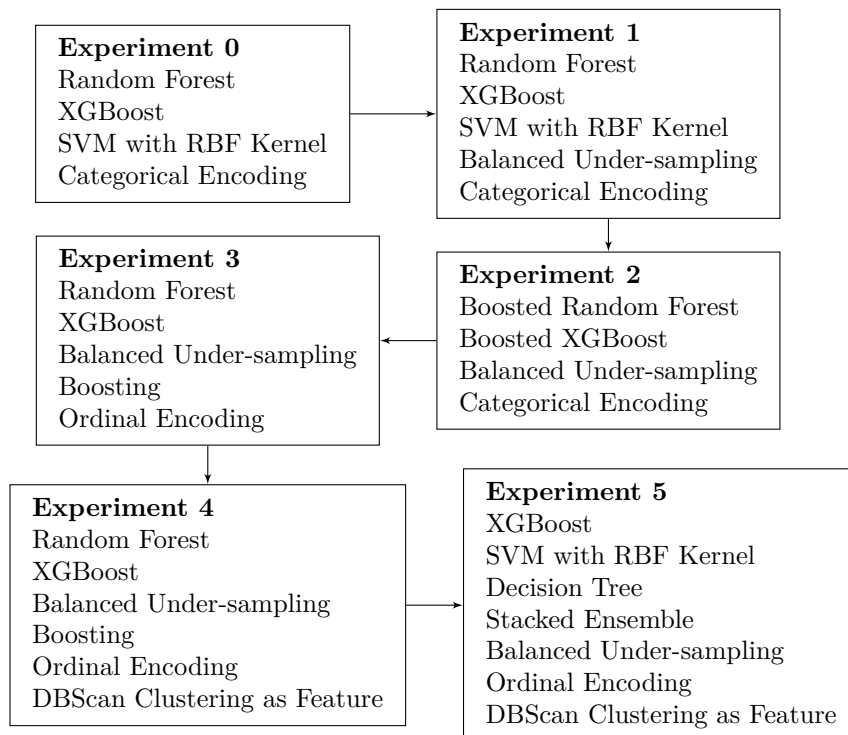 Experiment 0
Random Forest
XGBoost
SVM with RBF Kernel
Categorical Encoding
Experiment 1
Random Forest
XGBoost
SVM with RBF Kernel
Balanced Under-sampling
Categorical Encoding
Experiment 2
Boosted Random Forest
Boosted XGBoost
Balanced Under-sampling
Categorical Encoding
Experiment 3
Random Forest
XGBoost
Balanced Under-sampling
Boosting
Ordinal Encoding
Experiment 4
Random Forest
XGBoost
Balanced Under-sampling
Boosting
Ordinal Encoding
DBScan Clustering as Feature
Experiment 5
XGBoost
SVM with RBF Kernel
Decision Tree
Stacked Ensemble
Balanced Under-sampling
Ordinal Encoding
DBScan Clustering as Feature